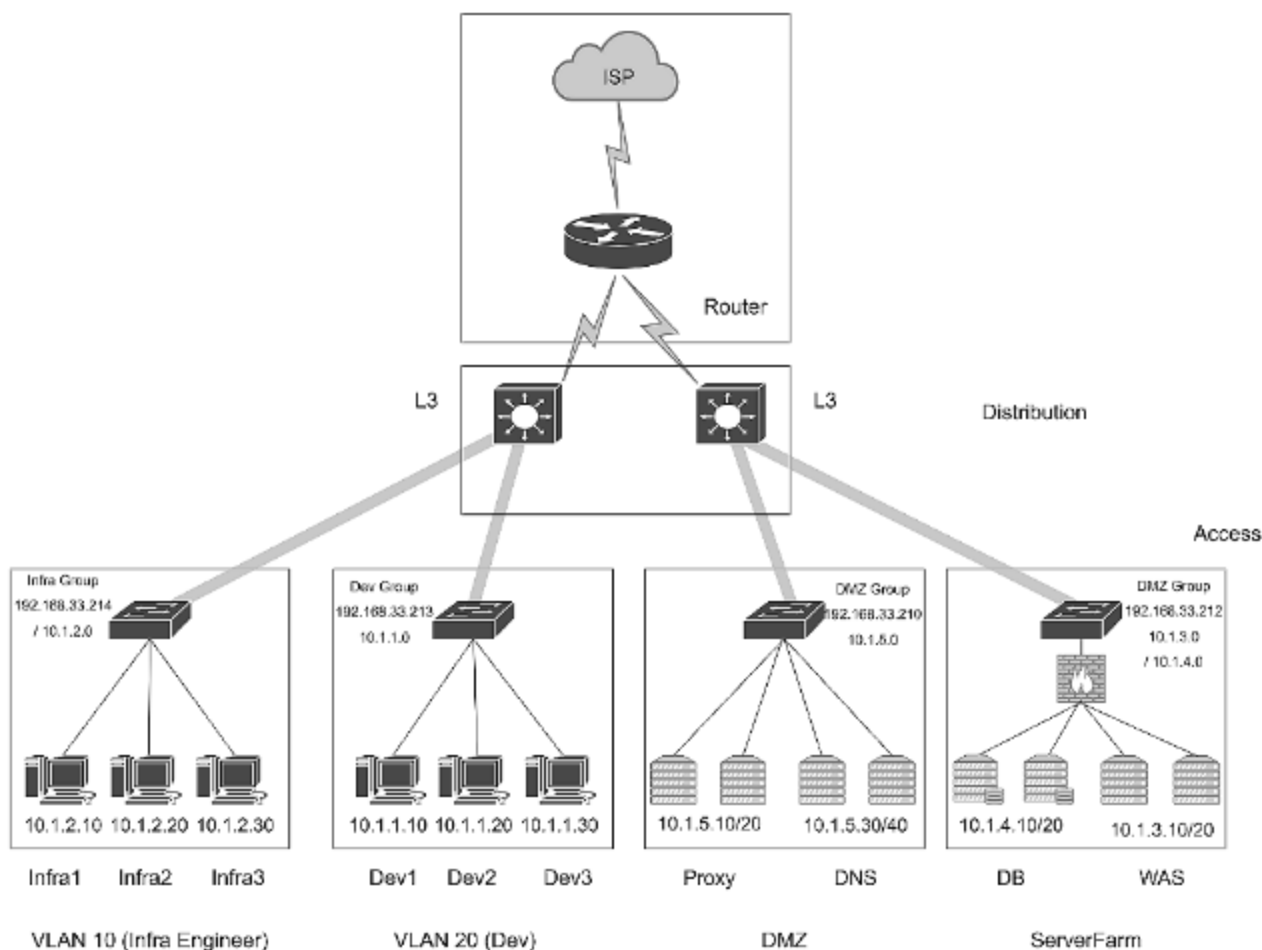 ISP
Router
L3
L3
Distribution
Access
Infra Group
192.168.33.214
/ 10.1.2.0
Dev Group
192.168.33.213
10.1.1.0
DMZ Group
192.168.33.210
10.1.5.0
DMZ Group
192.168.33.212
10.1.3.0
/ 10.1.4.0
10.1.2.10 10.1.2.20 10.1.2.30
10.1.1.10 10.1.1.20 10.1.1.30
10.1.5.10/20
10.1.5.30/40
10.1.4.10/20
10.1.3.10/20
Infra1 Infra2 Infra3
Dev1 Dev2 Dev3
Proxy DNS
DB WAS
VLAN 10 (Infra Engineer)
VLAN 20 (Dev)
DMZ
ServerFarm